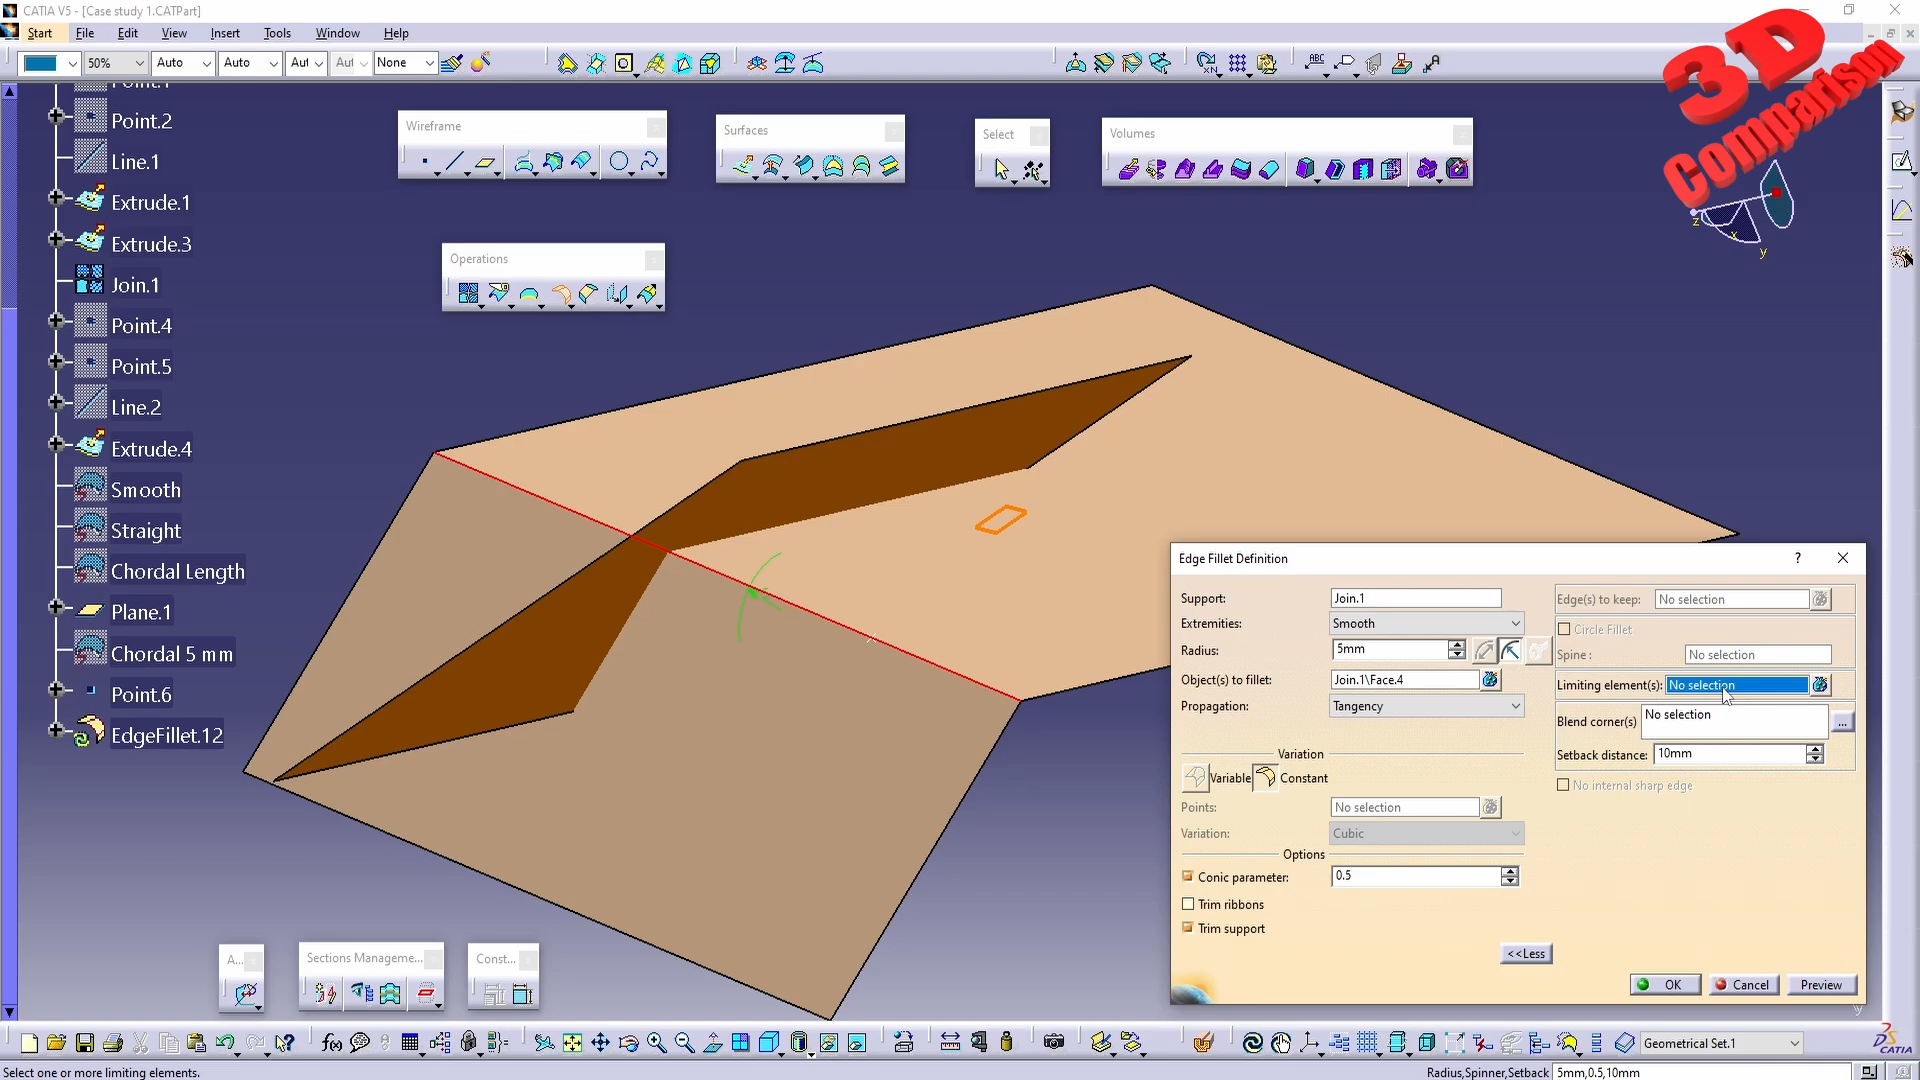 CATIA V5 - [Case study 1.CATPart]
Start File Edit View Insert Tools Window Help
50% Auto Auto Aut Aut None
ABC
3D
Comparison
Wireframe
Surfaces
Select
Volumes
Operations
z x y
Point.1
Point.2
Line.1
Extrude.1
Extrude.3
Join.1
Point.4
Point.5
Line.2
Extrude.4
Smooth
Straight
Chordal Length
Plane.1
Chordal 5 mm
Point.6
EdgeFillet.12
Edge Fillet Definition ?
Support: Join.1
Extremities: Smooth
Radius: 5mm
Object(s) to fillet: Join.1\Face.4
Propagation: Tangency
Variation
Variable Constant
Points: No selection
Variation: Cubic
Options
Conic parameter: 0.5
Trim ribbons
Trim support
Edge(s) to keep: No selection
Circle Fillet
Spine : No selection
Limiting element(s): No selection
Blend corner(s) No selection ...
Setback distance: 10mm
No internal sharp edge
<<Less
OK Cancel Preview
A...
Sections Manageme...
Const...
f(x)
Geometrical Set.1
CATIA
Select one or more limiting elements.
Radius,Spinner,Setback 5mm,0.5,10mm